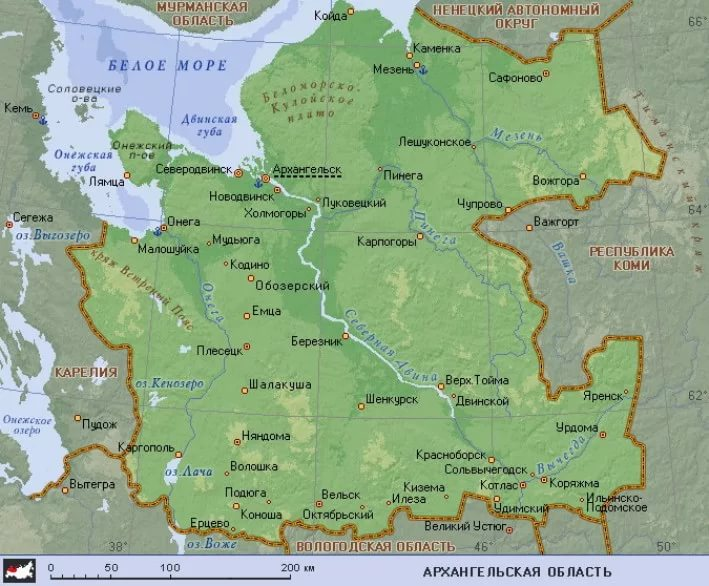 МУРМАНСКАЯ
ОБЛАСТЬ
НЕНЕЦКИЙ АВТОНОМНЫЙ
ОКРУГ
66°
Койда
Каменка
Мезень
Сафоново
БЕЛОЕ МОРЕ
Соловецкие
о-ва
Беломорско-
Кулойское
плато
Кемь
Двинская
губа
Тиманский кряж
Онежский
п-ов
Мезень
Лешуконское
Онежская
губа
Северодвинск
Архангельск
Пинега
Лямца
Вожгора
Новодвинск
Луковецкий
Чупрово
64°
Холмогоры
Сегежа
Онега
оз.Выгозеро
Важгорт
Пинега
Малошуйка
Мудьюга
Карпогоры
Вашка
РЕСПУБЛИКА
КОМИ
кряж Ветреный Пояс
Кодино
Онега
Обозерский
Емца
Северная Двина
Березник
Плесецк
КАРЕЛИЯ
оз.Кенозеро
Шалакуша
Верх.Тойма
Двинской
Яренск
62°
Шенкурск
Онежское
озеро
Пудож
Урдома
Няндома
Каргополь
Красноборск
Вычегда
оз.Лача
Волошка
Сольвычегодск
Вытегра
Котлас
Коряжма
Подюга
Вельск
Кизема
Илеза
Ильинско-
Подомское
Коноша
Октябрьский
Удимский
Ерцево
Великий Устюг
38°
оз.Воже
ВОЛОГОДСКАЯ ОБЛАСТЬ
46°
50°
0
50
100
200 км
АРХАНГЕЛЬСКАЯ ОБЛАСТЬ